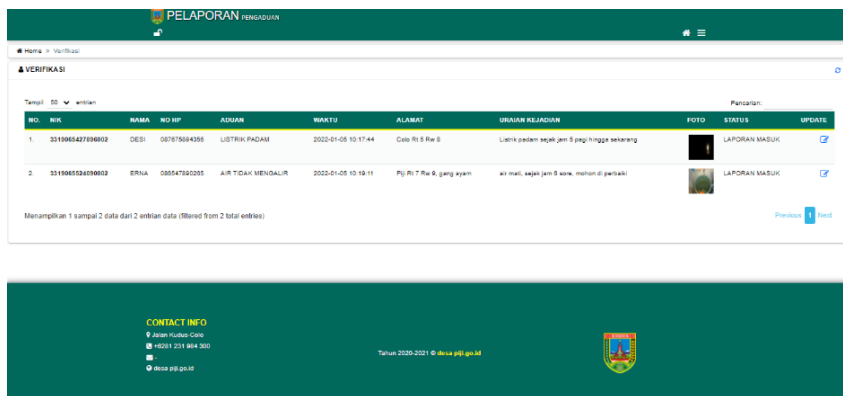 PELAPORAN PENGADUAN
Home > Verifikasi
VERIFIKASI
Tampil 50 entrian
Pencarian:
NO. NIK NAMA NO HP ADUAN WAKTU ALAMAT URAIAN KEJADIAN FOTO STATUS UPDATE
1. 3319065427896802 DESI 087675884356 LISTRIK PADAM 2022-01-05 10:17:44 Colo Rt 5 Rw 8 Listrik padam sejak jam 5 pagi hingga sekarang LAPORAN MASUK
2. 3319065524090802 ERNA 086547890265 AIR TIDAK MENGALIR 2022-01-05 10:19:11 Piji Rt 7 Rw 9, gang ayam air mati, sejak jam 6 sore, mohon di perbaiki LAPORAN MASUK
Menampilkan 1 sampai 2 data dari 2 entrian data (filtered from 2 total entries)
Previous 1 Next
CONTACT INFO
Jalan Kudus-Colo
+6281 231 984 300
-
desa piji.go.id
Tahun 2020-2021 © desa piji.go.id